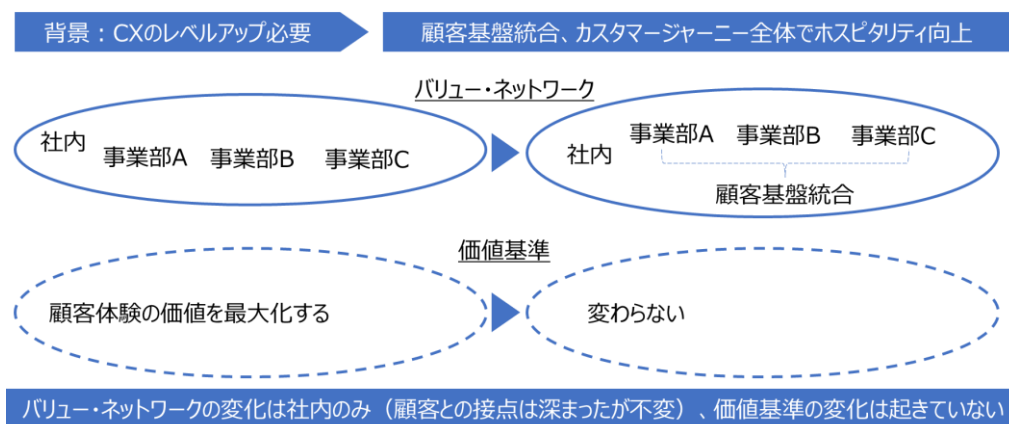 背景：CXのレベルアップ必要
顧客基盤統合、カスタマージャーニー全体でホスピタリティ向上
バリュー・ネットワーク
社内
事業部A 事業部B 事業部C
社内
事業部A 事業部B 事業部C
顧客基盤統合
価値基準
顧客体験の価値を最大化する
変わらない
バリュー・ネットワークの変化は社内のみ（顧客との接点は深まったが不変）、価値基準の変化は起きていない